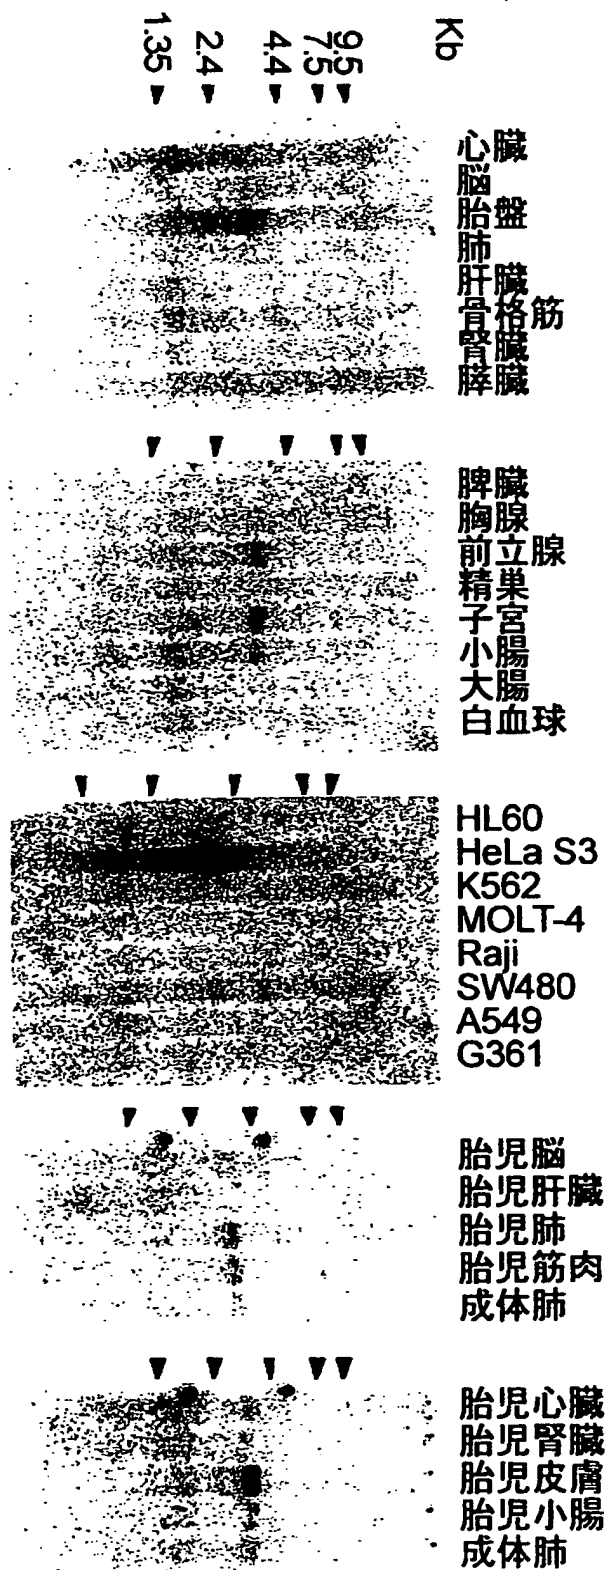 Kb
9.5
7.5
4.4
2.4
1.35
心臓
脳
胎盤
肺
肝臓
骨格筋
腎臓
膵臓
脾臓
胸腺
前立腺
精巣
子宮
小腸
大腸
白血球
HL60
HeLa S3
K562
MOLT-4
Raji
SW480
A549
G361
胎児脳
胎児肝臓
胎児肺
胎児筋肉
成体肺
胎児心臓
胎児腎臓
胎児皮膚
胎児小腸
成体肺